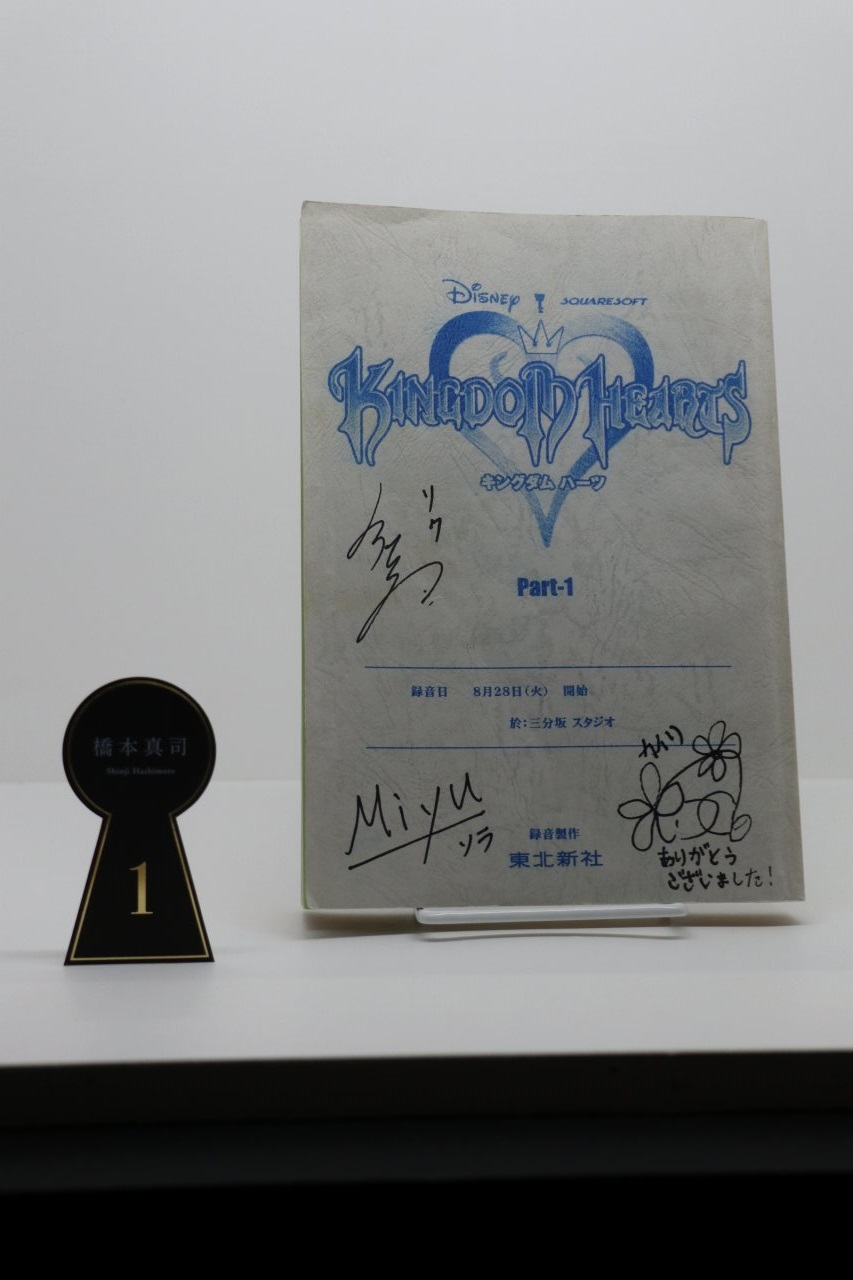 Disney SQUARESOFT
KINGDOM HEARTS
キングダム ハーツ
リク
Part-1
録音日 8月28日(火) 開始
於:三分坂 スタジオ
カイリ
Miyu
ソラ
録音製作
東北新社
ありがとう
ございました!
橋本真司
Shinji Hashimoto
1